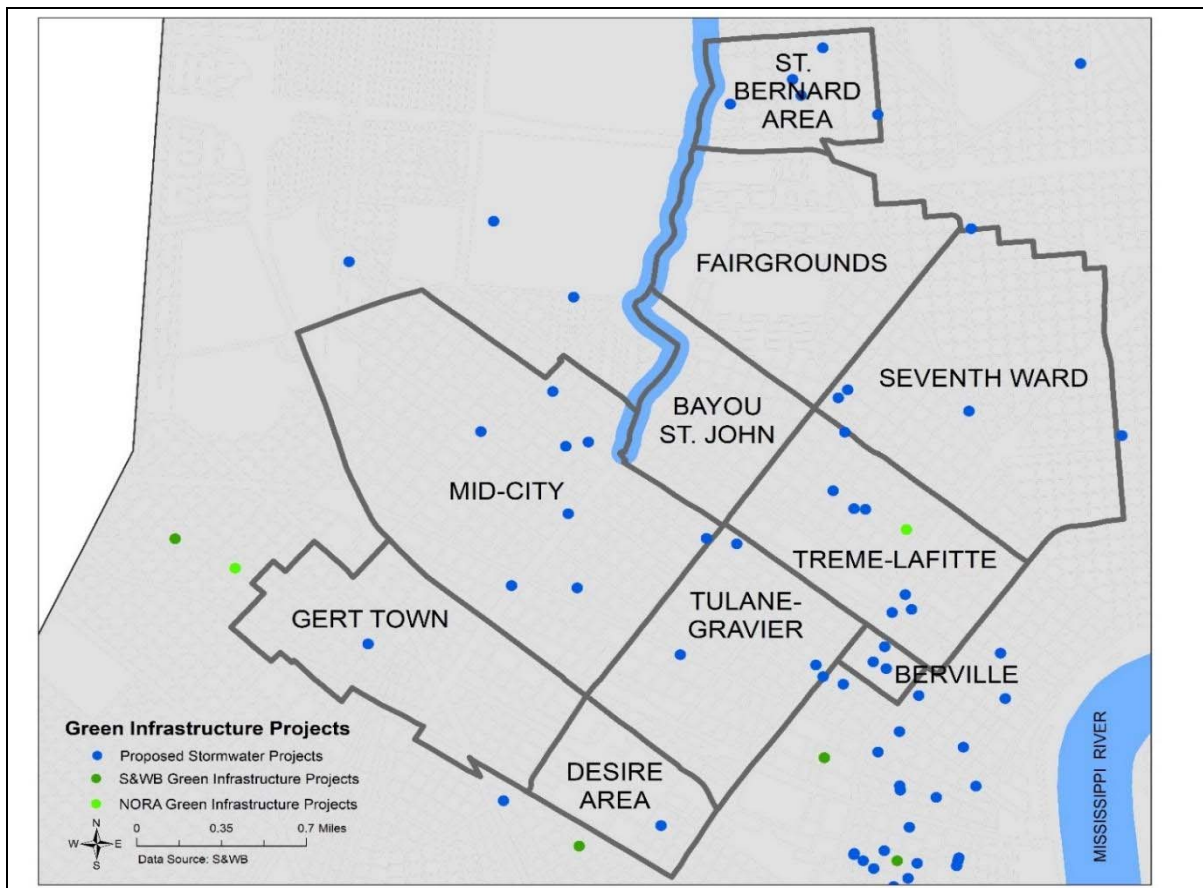 ST.
BERNARD
AREA
FAIRGROUNDS
SEVENTH WARD
BAYOU
ST. JOHN
MID-CITY
TREME-LAFITTE
TULANE-
GRAVIER
GERT TOWN
BERVILLE
DESIRE
AREA
MISSISSIPPI RIVER
Green Infrastructure Projects
Proposed Stormwater Projects
S&WB Green Infrastructure Projects
NORA Green Infrastructure Projects
N
W E
S
0 0.35 0.7 Miles
Data Source: S&WB